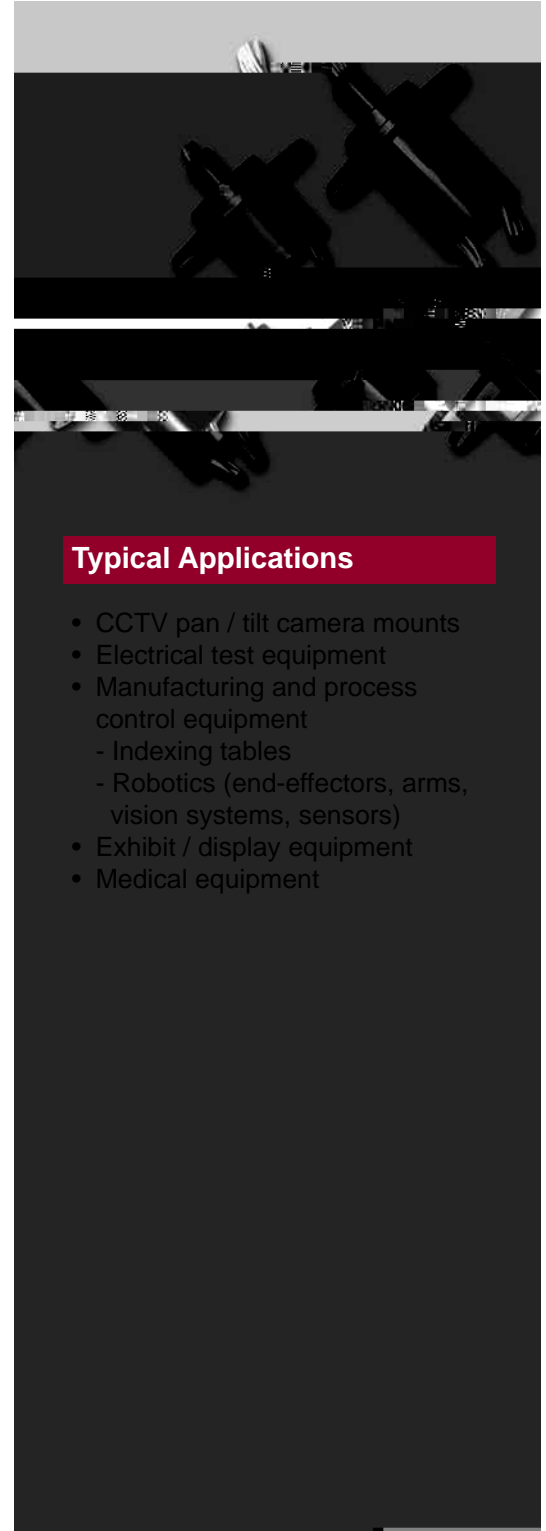 Typical Applications
• CCTV pan / tilt camera mounts
• Electrical test equipment
• Manufacturing and process
control equipment
- Indexing tables
- Robotics (end-effectors, arms,
vision systems, sensors)
• Exhibit / display equipment
• Medical equipment